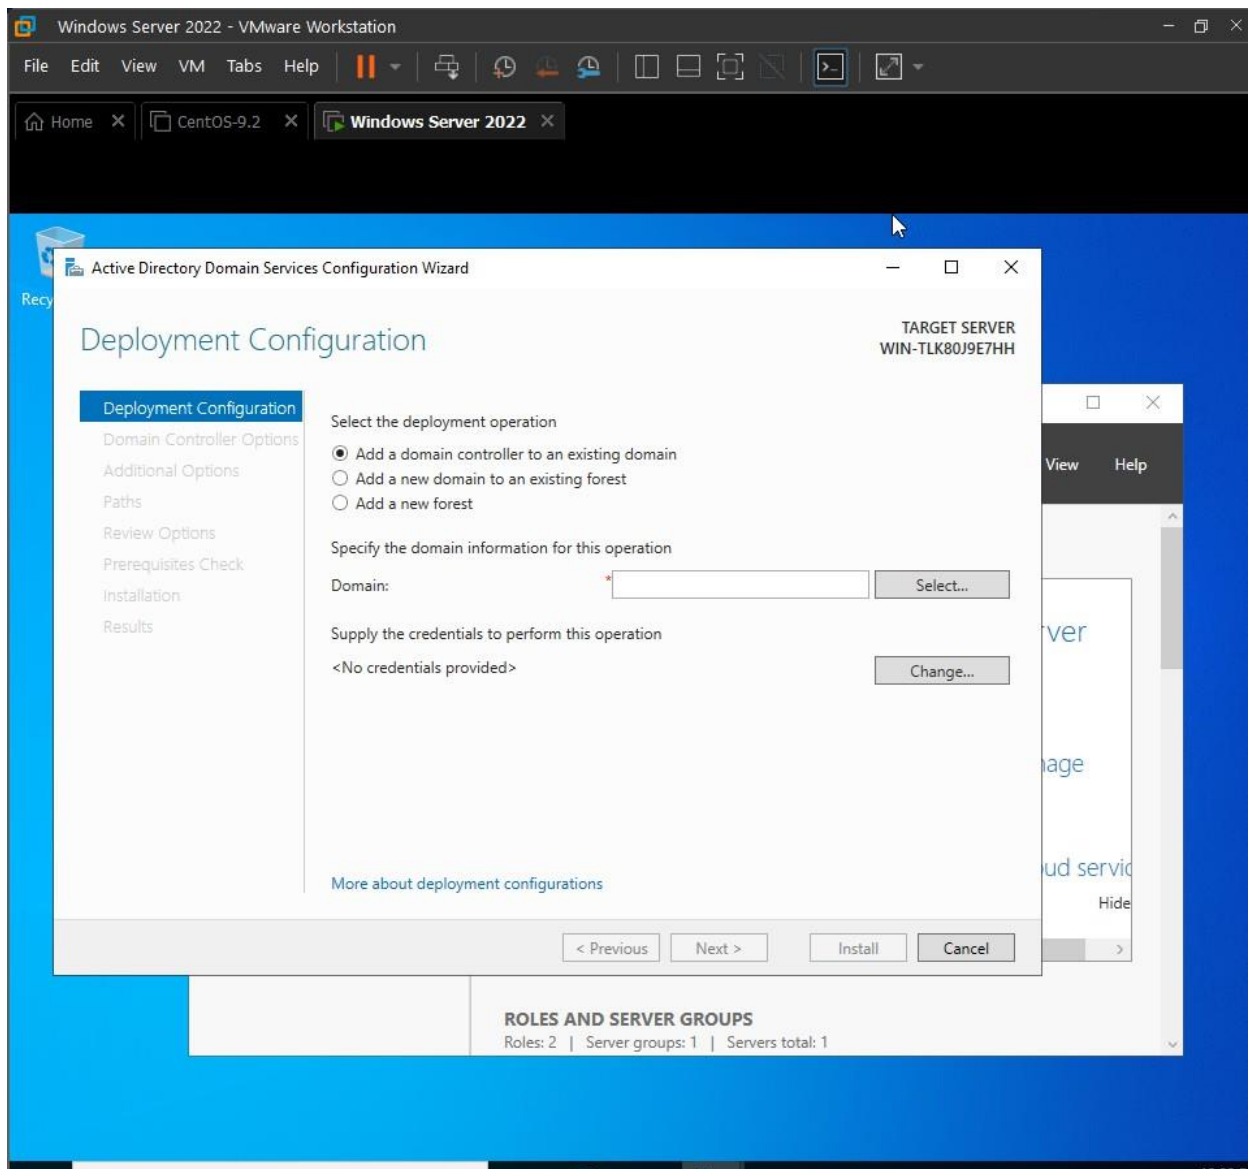 Windows Server 2022 - VMware Workstation
File Edit View VM Tabs Help
Home CentOS-9.2 Windows Server 2022
Recy
Active Directory Domain Services Configuration Wizard
Deployment Configuration
TARGET SERVER
WIN-TLK80J9E7HH
Deployment Configuration
Domain Controller Options
Additional Options
Paths
Review Options
Prerequisites Check
Installation
Results
Select the deployment operation
Add a domain controller to an existing domain
Add a new domain to an existing forest
Add a new forest
Specify the domain information for this operation
Domain: * Select...
Supply the credentials to perform this operation
<No credentials provided> Change...
More about deployment configurations
< Previous Next > Install Cancel
View Help
ver
nage
oud servic
Hide
ROLES AND SERVER GROUPS
Roles: 2 | Server groups: 1 | Servers total: 1